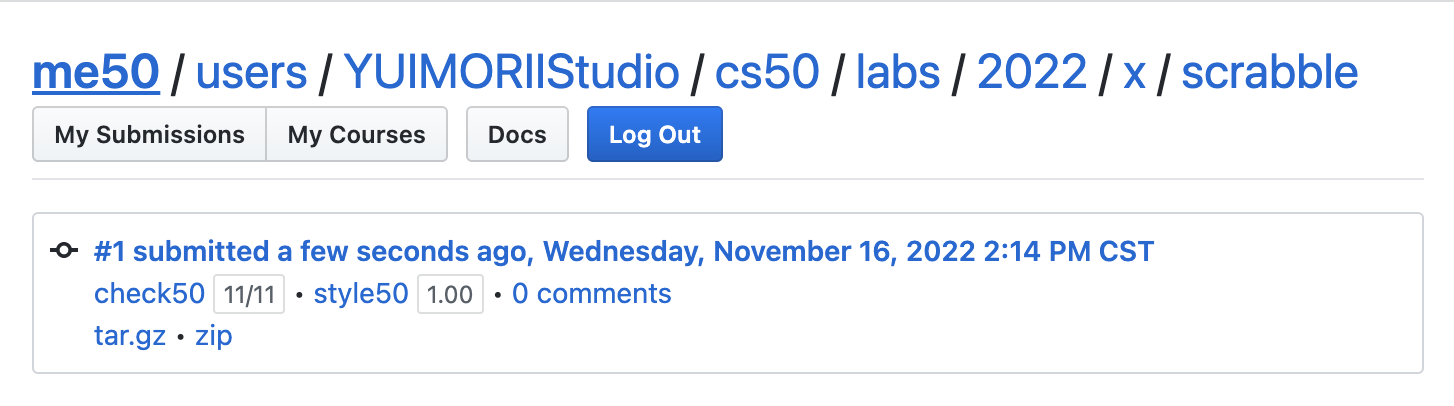 me50 / users / YUIMORIIStudio / cs50 / labs / 2022 / x / scrabble
My Submissions My Courses Docs Log Out
#1 submitted a few seconds ago, Wednesday, November 16, 2022 2:14 PM CST
check50 11/11 • style50 1.00 • 0 comments
tar.gz • zip